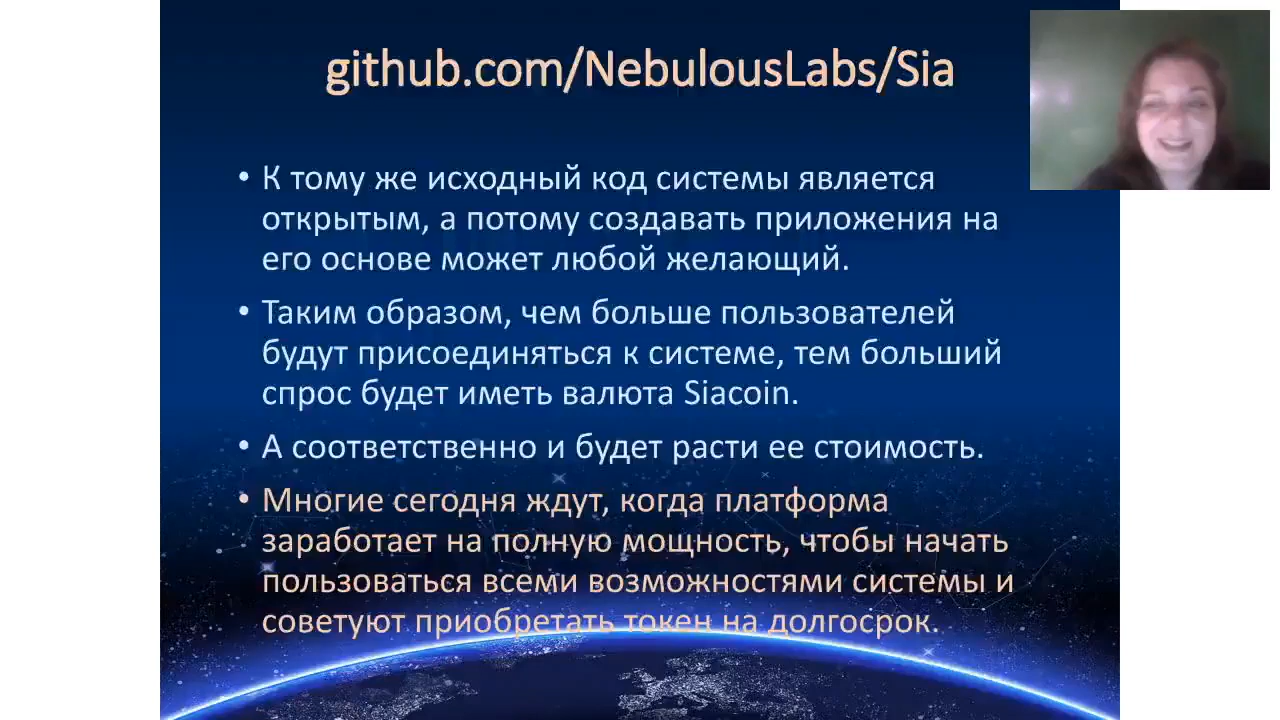 github.com/NebulousLabs/Sia
• К тому же исходный код системы является
открытым, а потому создавать приложения на
его основе может любой желающий.
• Таким образом, чем больше пользователей
будут присоединяться к системе, тем больший
спрос будет иметь валюта Siacoin.
• А соответственно и будет расти ее стоимость.
• Многие сегодня ждут, когда платформа
заработает на полную мощность, чтобы начать
пользоваться всеми возможностями системы и
советуют приобретать токен на долгосрок.